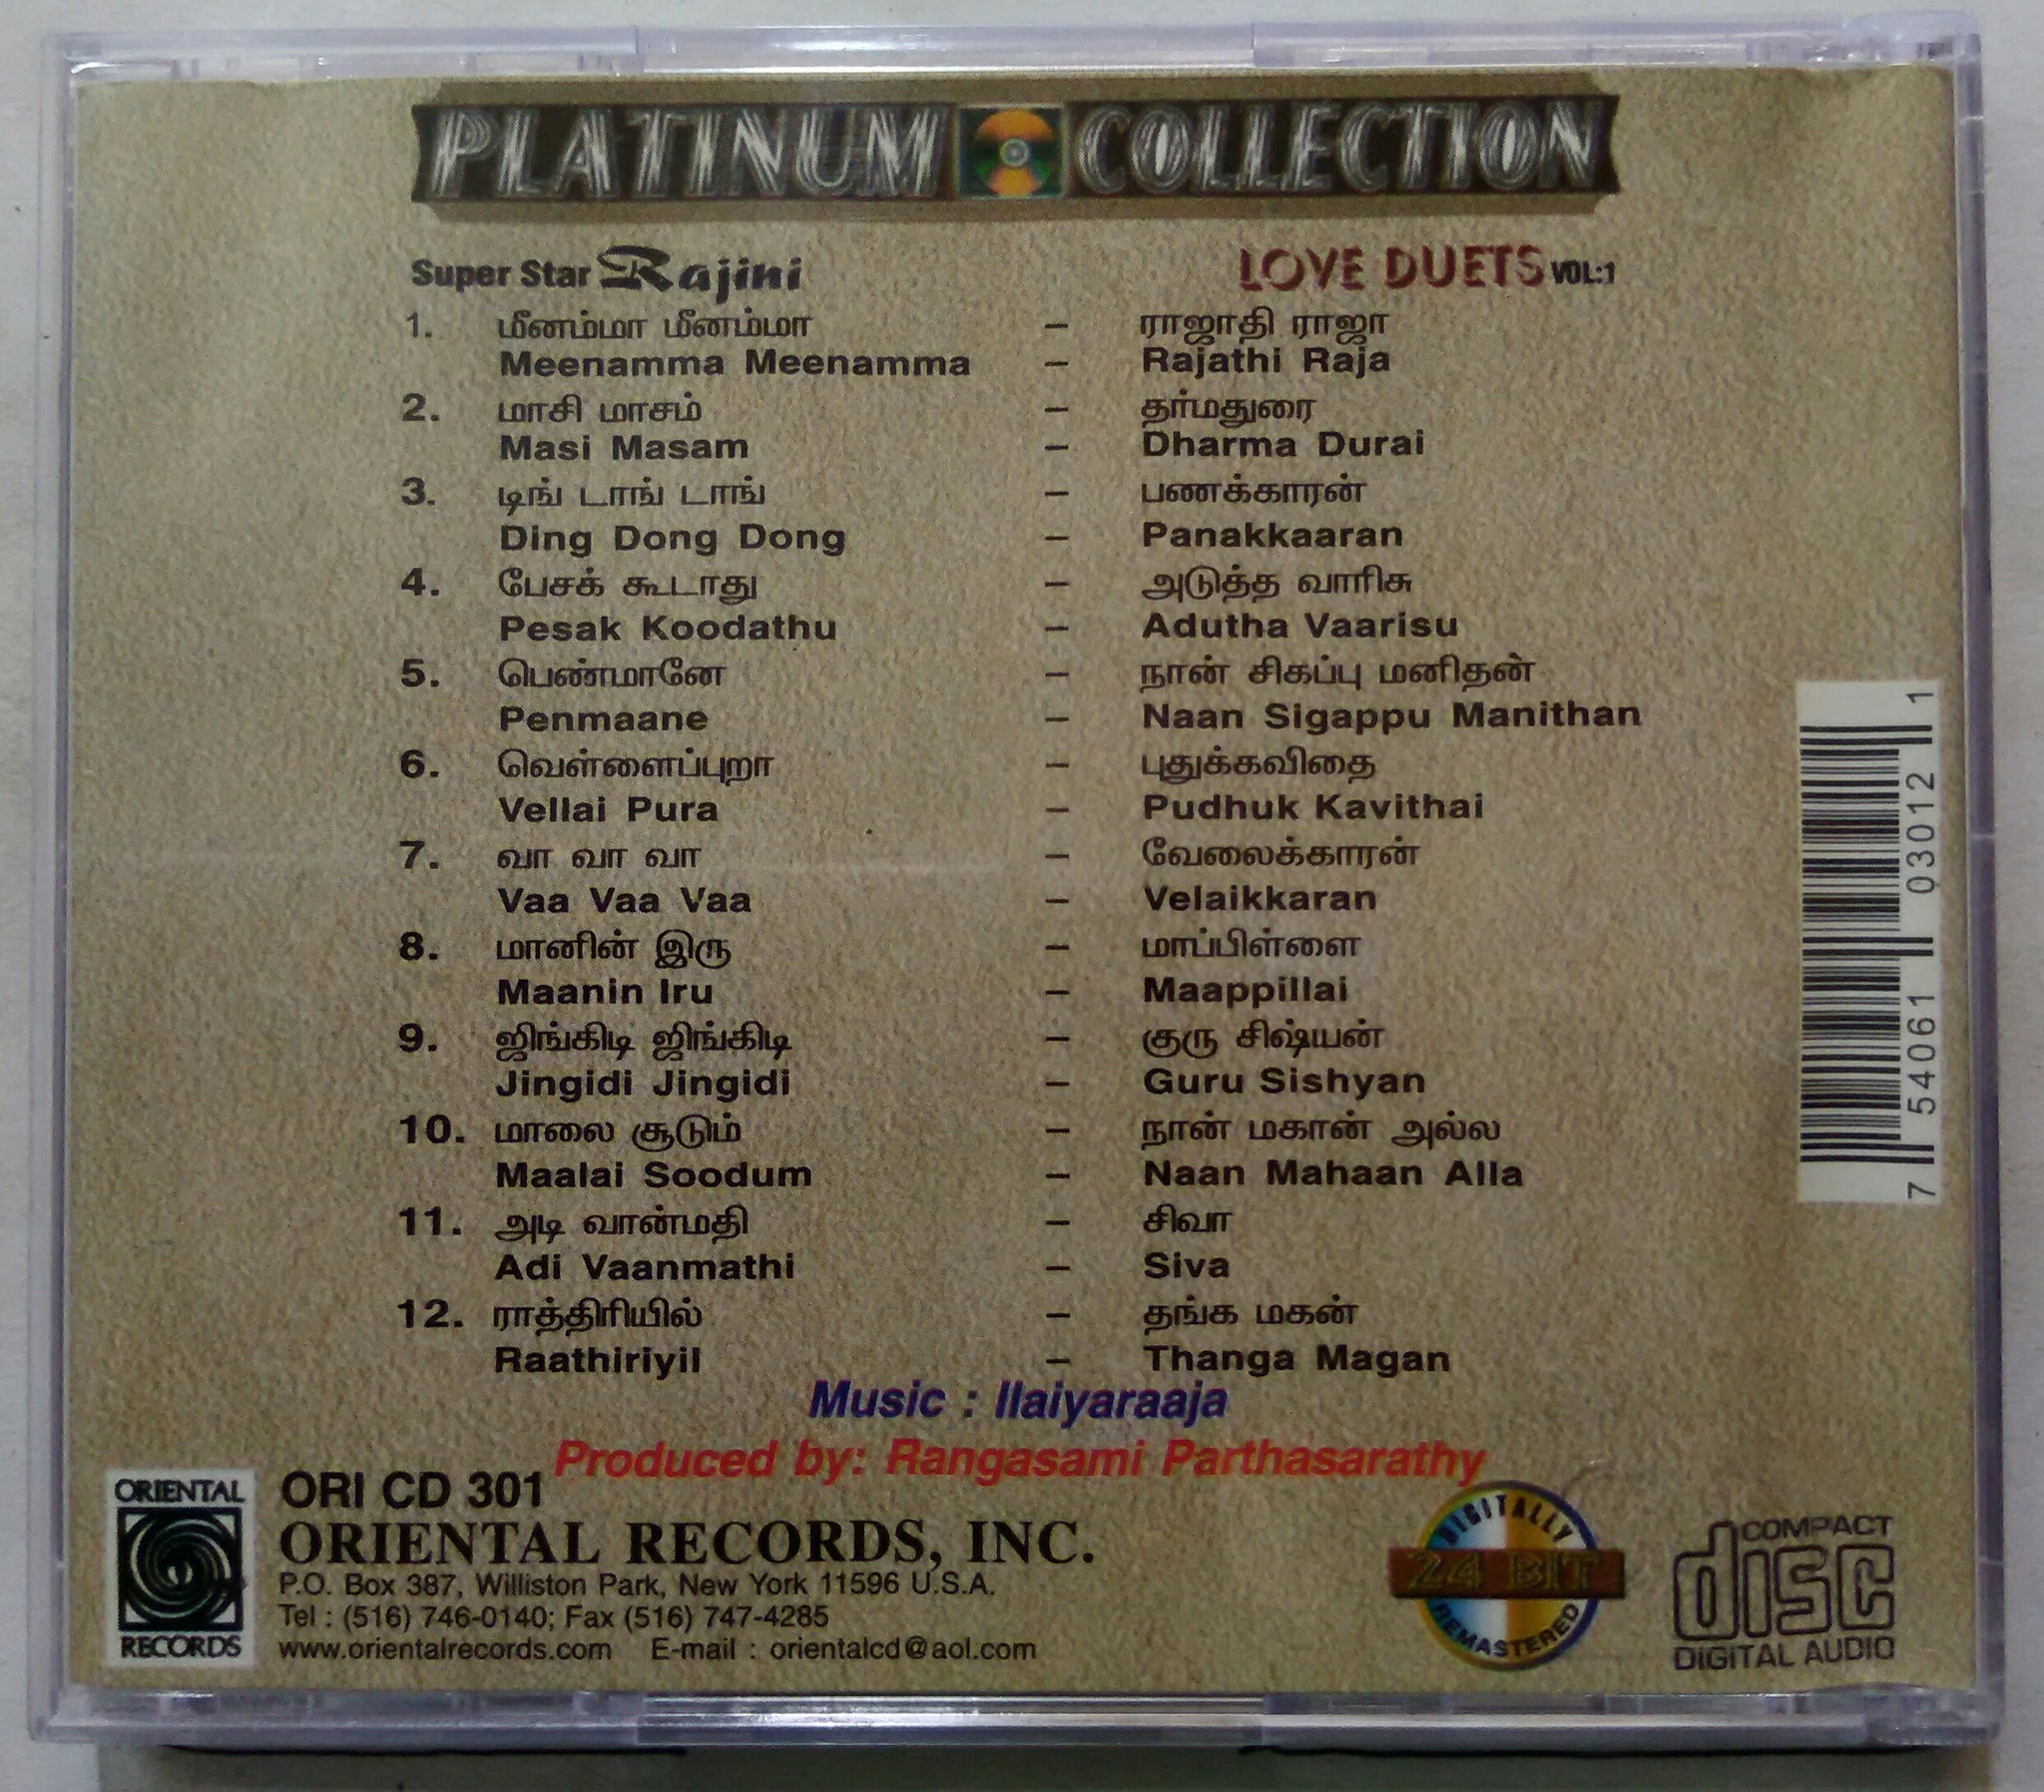 PLATINUM COLLECTION
Super Star Rajini LOVE DUETS VOL:1
1. மீனம்மா மீனம்மா – ராஜாதி ராஜா
Meenamma Meenamma – Rajathi Raja
2. மாசி மாசம் – தர்மதுரை
Masi Masam – Dharma Durai
3. டிங் டாங் டாங் – பணக்காரன்
Ding Dong Dong – Panakkaaran
4. பேசக் கூடாது – அடுத்த வாரிசு
Pesak Koodathu – Adutha Vaarisu
5. பெண்மானே – நான் சிகப்பு மனிதன்
Penmaane – Naan Sigappu Manithan
6. வெள்ளைப்புறா – புதுக்கவிதை
Vellai Pura – Pudhuk Kavithai
7. வா வா வா – வேலைக்காரன்
Vaa Vaa Vaa – Velaikkaran
8. மானின் இரு – மாப்பிள்ளை
Maanin Iru – Maappillai
9. ஜிங்கிடி ஜிங்கிடி – குரு சிஷ்யன்
Jingidi Jingidi – Guru Sishyan
10. மாலை சூடும் – நான் மகான் அல்ல
Maalai Soodum – Naan Mahaan Alla
11. அடி வான்மதி – சிவா
Adi Vaanmathi – Siva
12. ராத்திரியில் – தங்க மகன்
Raathiriyil – Thanga Magan
Music : Ilaiyaraaja
Produced by: Rangasami Parthasarathy
ORIENTAL
RECORDS
ORI CD 301
ORIENTAL RECORDS, INC.
P.O. Box 387, Williston Park, New York 11596 U.S.A.
Tel : (516) 746-0140; Fax (516) 747-4285
www.orientalrecords.com E-mail : orientalcd@aol.com
DIGITALLY
24 BIT
REMASTERED
COMPACT
disc
DIGITAL AUDIO
7 54061 03012 1